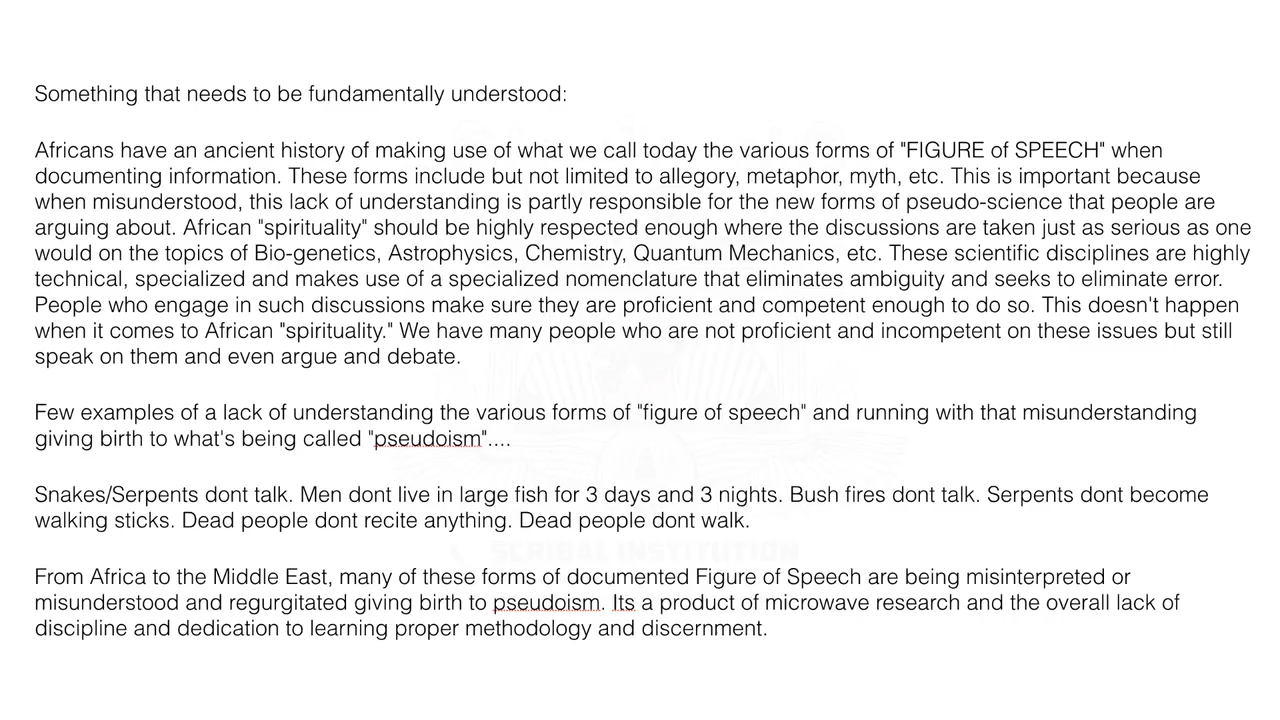 Something that needs to be fundamentally understood:
Africans have an ancient history of making use of what we call today the various forms of "FIGURE of SPEECH" when
documenting information. These forms include but not limited to allegory, metaphor, myth, etc. This is important because
when misunderstood, this lack of understanding is partly responsible for the new forms of pseudo-science that people are
arguing about. African "spirituality" should be highly respected enough where the discussions are taken just as serious as one
would on the topics of Bio-genetics, Astrophysics, Chemistry, Quantum Mechanics, etc. These scientific disciplines are highly
technical, specialized and makes use of a specialized nomenclature that eliminates ambiguity and seeks to eliminate error.
People who engage in such discussions make sure they are proficient and competent enough to do so. This doesn't happen
when it comes to African "spirituality." We have many people who are not proficient and incompetent on these issues but still
speak on them and even argue and debate.
Few examples of a lack of understanding the various forms of "figure of speech" and running with that misunderstanding
giving birth to what's being called "pseudoism"....
Snakes/Serpents dont talk. Men dont live in large fish for 3 days and 3 nights. Bush fires dont talk. Serpents dont become
walking sticks. Dead people dont recite anything. Dead people dont walk.
SCRIBAL INSTITUTION
From Africa to the Middle East, many of these forms of documented Figure of Speech are being misinterpreted or
misunderstood and regurgitated giving birth to pseudoism. Its a product of microwave research and the overall lack of
discipline and dedication to learning proper methodology and discernment.